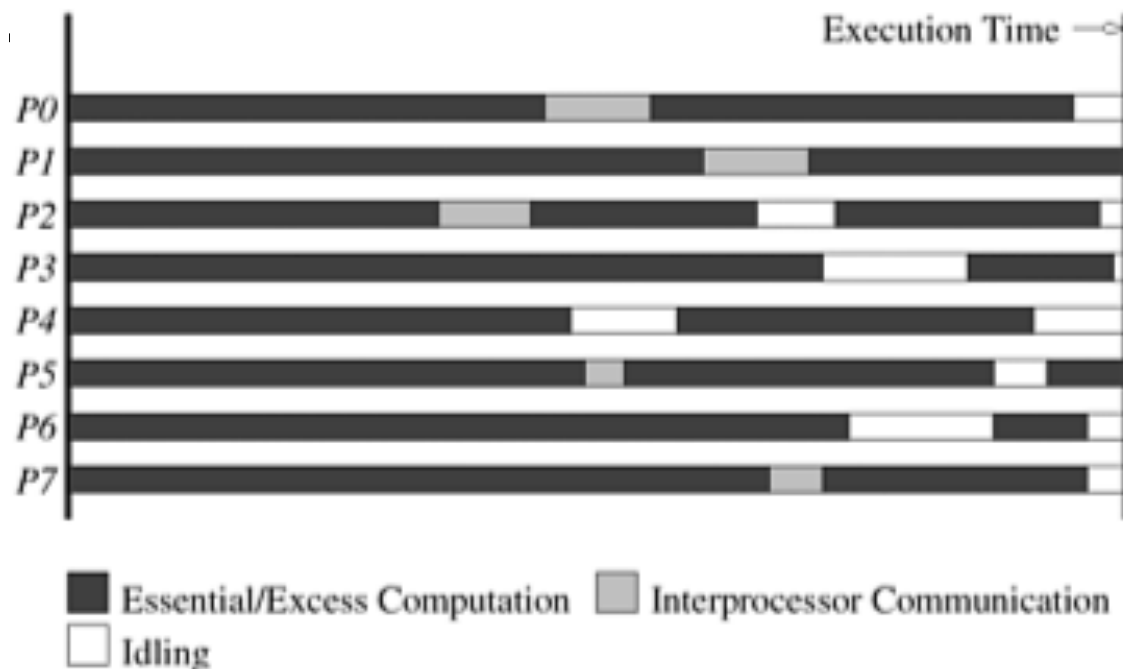 Execution Time
P0
P1
P2
P3
P4
P5
P6
P7
Essential/Excess Computation
Interprocessor Communication
Idling